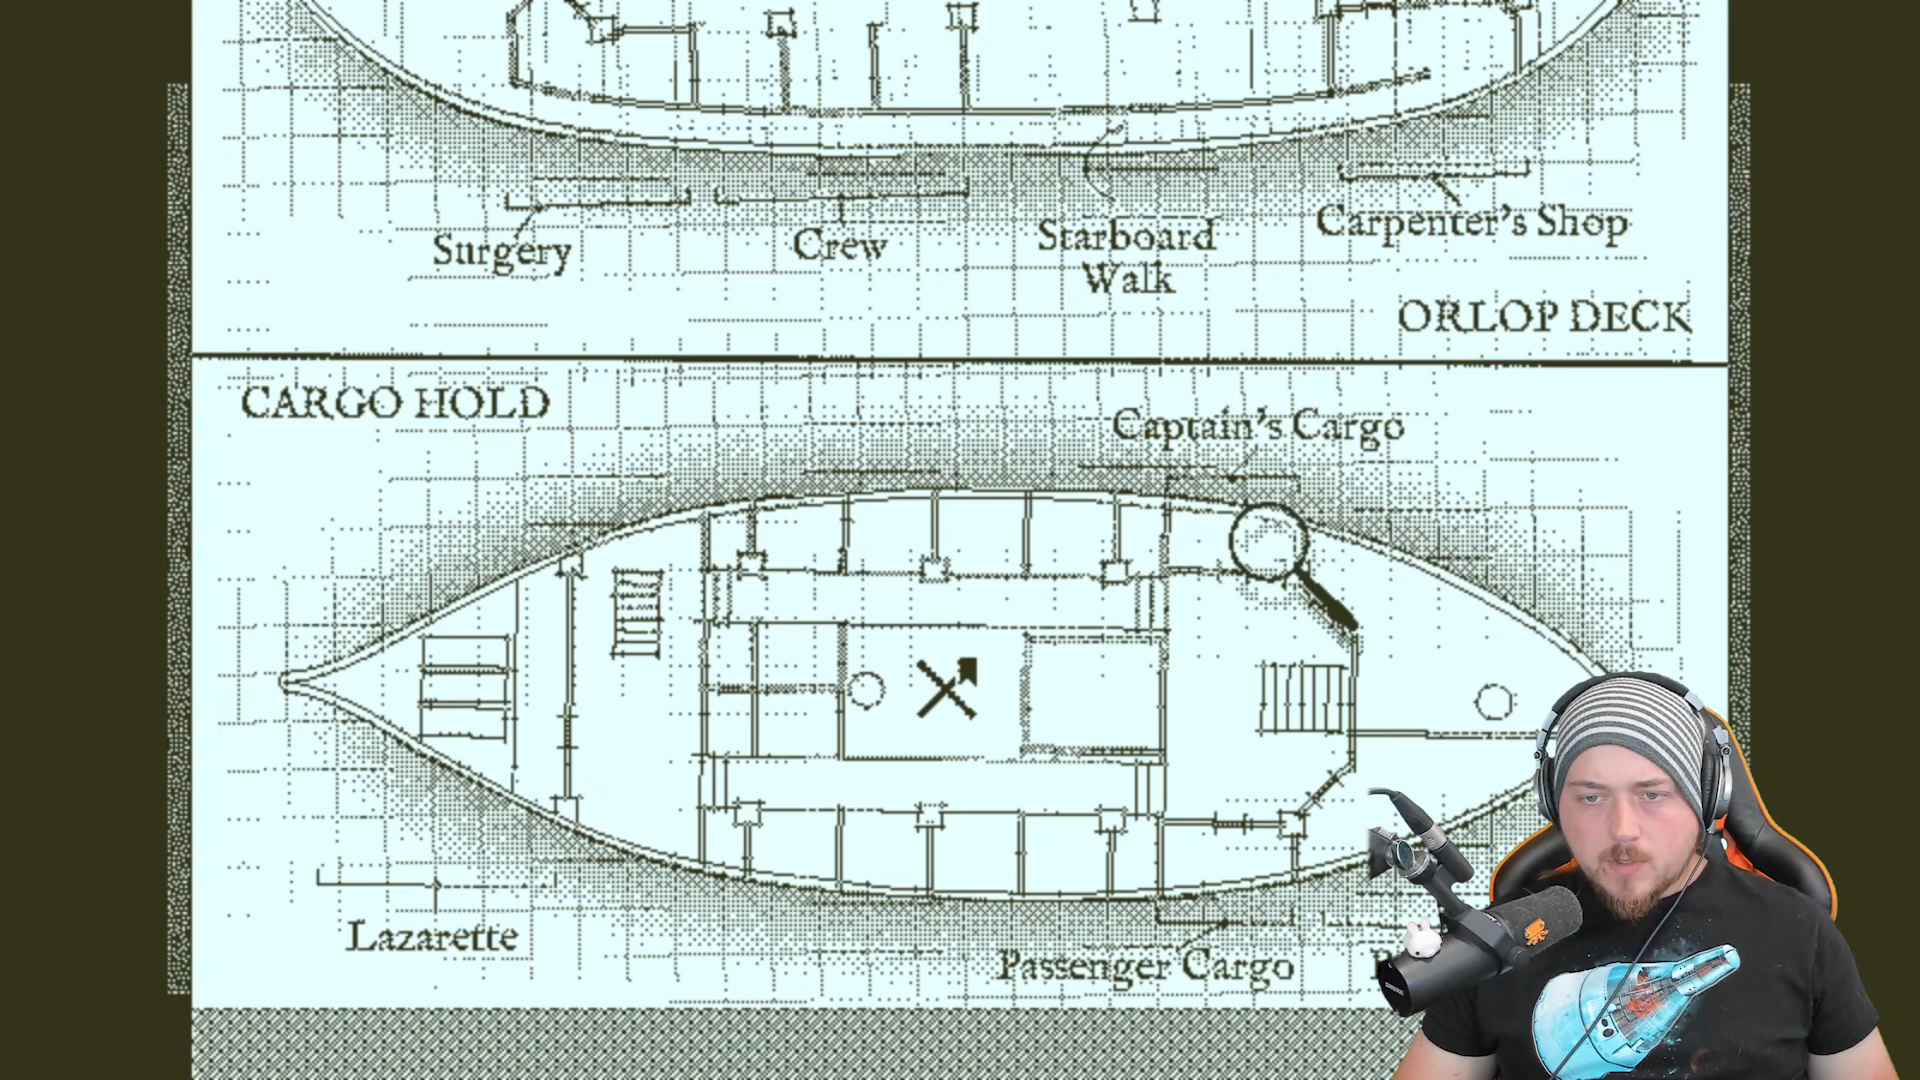 Surgery
Crew
Starboard
Walk
Carpenter's Shop
ORLOP DECK
CARGO HOLD
Captain's Cargo
Lazarette
Passenger Cargo